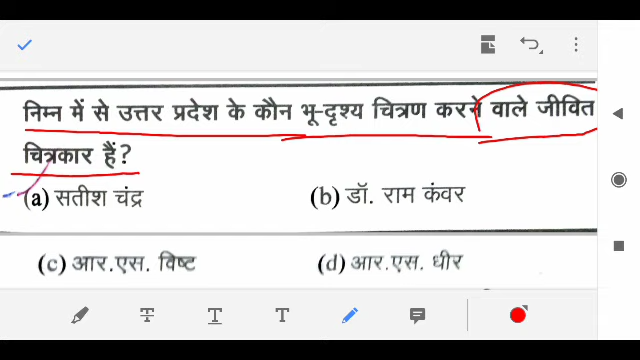 निम्न में से उत्तर प्रदेश के कौन भू-दृश्य चित्रण करने वाले जीवित
चित्रकार हैं?
(a) सतीश चंद्र (b) डॉ. राम कंवर
(c) आर.एस. विष्ट (d) आर.एस. धीर